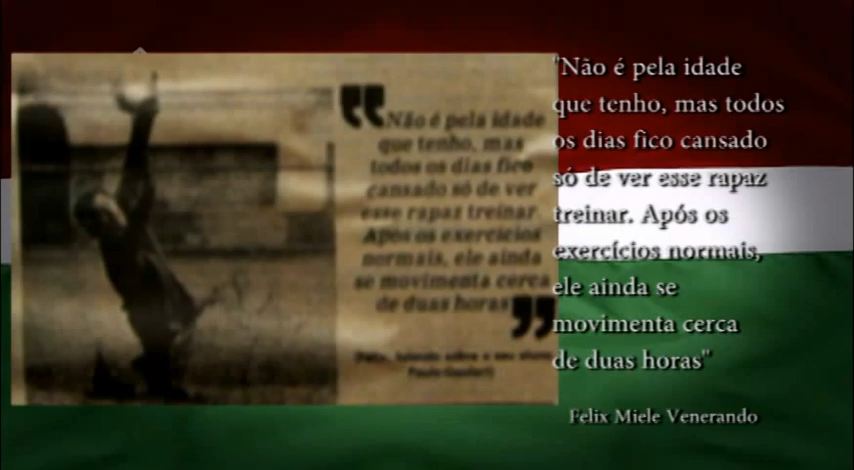 Não é pela idade
que tenho, mas
todos os dias fico
cansado só de ver
esse rapaz treinar.
Após os exercícios
normais, ele ainda
se movimenta cerca
de duas horas
"Não é pela idade
que tenho, mas todos
os dias fico cansado
só de ver esse rapaz
treinar. Após os
exercícios normais,
ele ainda se
movimenta cerca
de duas horas"
Felix Miele Venerando